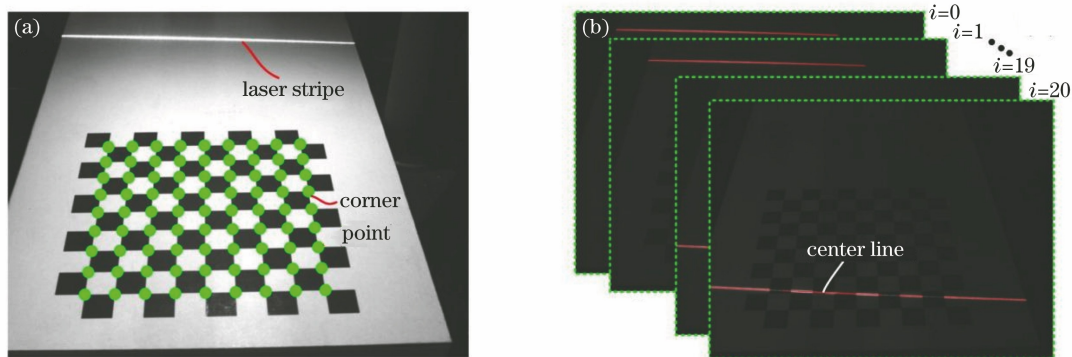 (a)
laser stripe
corner
point
(b)
i=0
i=1
i=19
i=20
center line